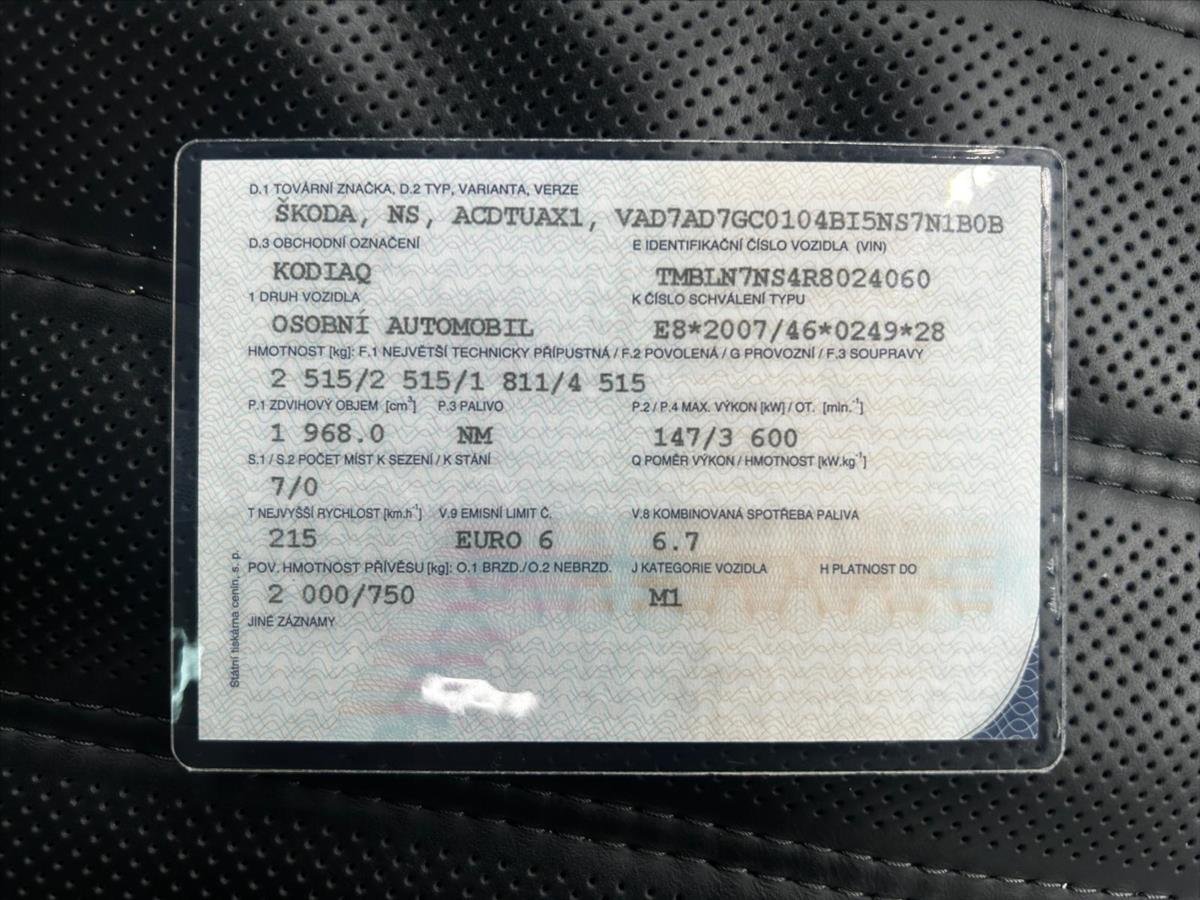 D.1 TOVÁRNÍ ZNAČKA, D.2 TYP, VARIANTA, VERZE
ŠKODA, NS, ACDTUAX1, VAD7AD7GC0104BI5NS7N1B0B
D.3 OBCHODNÍ OZNAČENÍ E IDENTIFIKAČNÍ ČÍSLO VOZIDLA (VIN)
KODIAQ TMBLN7NS4R8024060
1 DRUH VOZIDLA K ČÍSLO SCHVÁLENÍ TYPU
OSOBNÍ AUTOMOBIL E8*2007/46*0249*28
HMOTNOST [kg]: F.1 NEJVĚTŠÍ TECHNICKY PŘÍPUSTNÁ / F.2 POVOLENÁ / G PROVOZNÍ / F.3 SOUPRAVY
2 515/2 515/1 811/4 515
P.1 ZDVIHOVÝ OBJEM [cm³] P.3 PALIVO P.2 / P.4 MAX. VÝKON [kW] / OT. [min.⁻¹]
1 968.0 NM 147/3 600
S.1 / S.2 POČET MÍST K SEZENÍ / K STÁNÍ Q POMĚR VÝKON / HMOTNOST [kW.kg⁻¹]
7/0
T NEJVYŠŠÍ RYCHLOST [km.h⁻¹] V.9 EMISNÍ LIMIT Č. V.8 KOMBINOVANÁ SPOTŘEBA PALIVA
215 EURO 6 6.7
POV. HMOTNOST PŘÍVĚSU [kg]: O.1 BRZD./O.2 NEBRZD. J KATEGORIE VOZIDLA H PLATNOST DO
2 000/750 M1
JINÉ ZÁZNAMY
Státní tiskárna cenin, s. p.